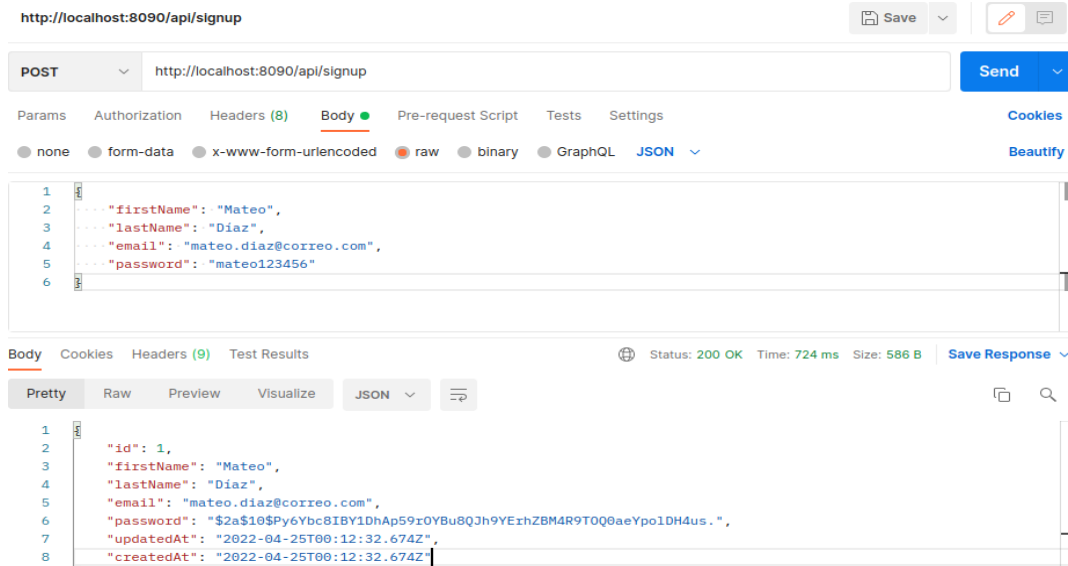 http://localhost:8090/api/signup Save
POST http://localhost:8090/api/signup Send
Params Authorization Headers (8) Body Pre-request Script Tests Settings Cookies
none form-data x-www-form-urlencoded raw binary GraphQL JSON Beautify
1 {
2 "firstName": "Mateo",
3 "lastName": "Díaz",
4 "email": "mateo.diaz@correo.com",
5 "password": "mateo123456"
6 }
Body Cookies Headers (9) Test Results Status: 200 OK Time: 724 ms Size: 586 B Save Response
Pretty Raw Preview Visualize JSON
1 {
2 "id": 1,
3 "firstName": "Mateo",
4 "lastName": "Díaz",
5 "email": "mateo.diaz@correo.com",
6 "password": "$2a$10$Py6Ybc8IBY1DhAp59rOYBu8QJh9YErhZBM4R9TOQ0aeYpolDH4us.",
7 "updatedAt": "2022-04-25T00:12:32.674Z",
8 "createdAt": "2022-04-25T00:12:32.674Z"